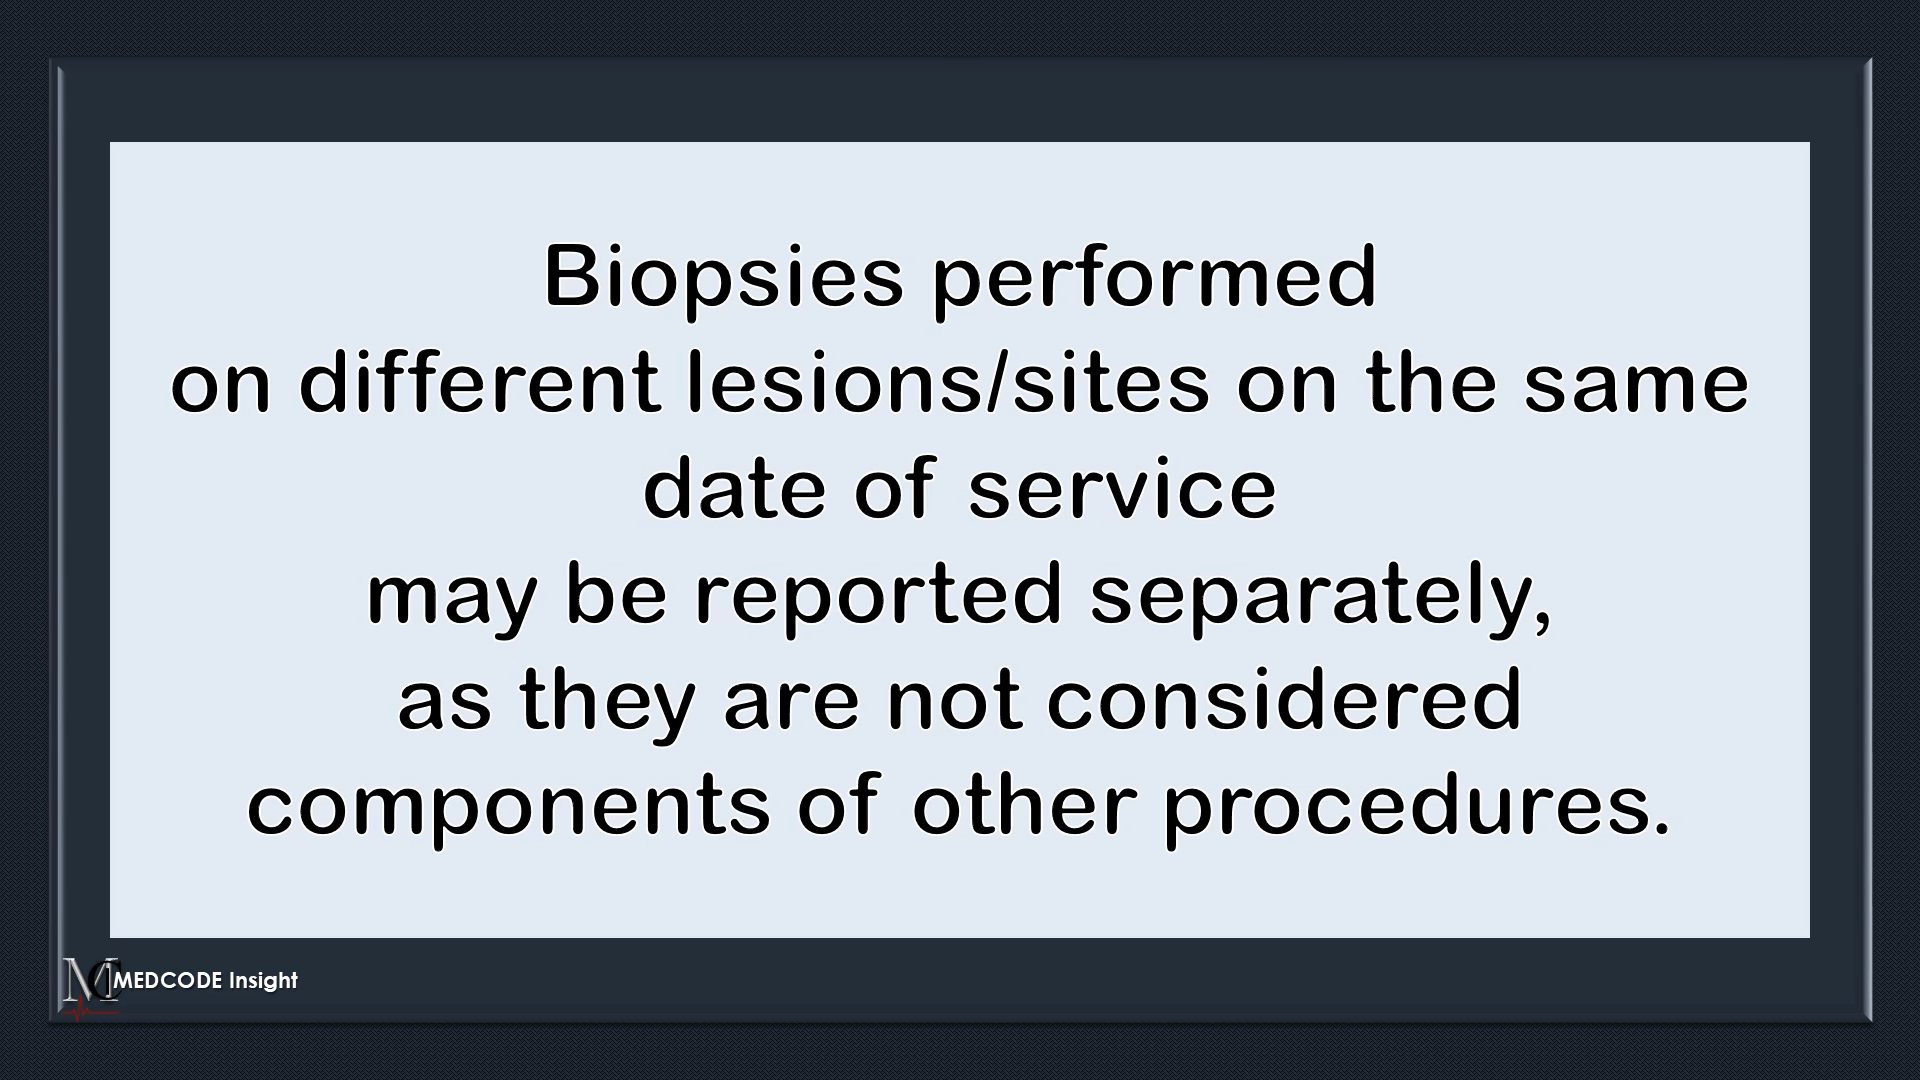 Biopsies performed
on different lesions/sites on the same
date of service
may be reported separately,
as they are not considered
components of other procedures.
MC MEDCODE Insight